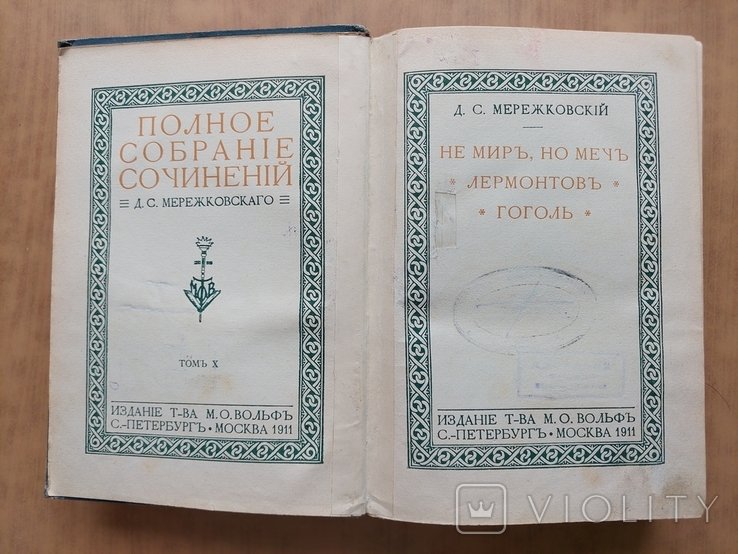 ПОЛНОЕ
СОБРАНІЕ
СОЧИНЕНІЙ
Д. С. МЕРЕЖКОВСКАГО
МОВ
ТОМЪ X
ИЗДАНІЕ Т-ВА М. О. ВОЛЬФЪ
С.-ПЕТЕРБУРГЪ • МОСКВА 1911
Д. С. МЕРЕЖКОВСКІЙ
НЕ МИРЪ, НО МЕЧЪ
* ЛЕРМОНТОВЪ *
* ГОГОЛЬ *
ИЗДАНІЕ Т-ВА М. О. ВОЛЬФЪ
С.-ПЕТЕРБУРГЪ • МОСКВА 1911
VIOLITY